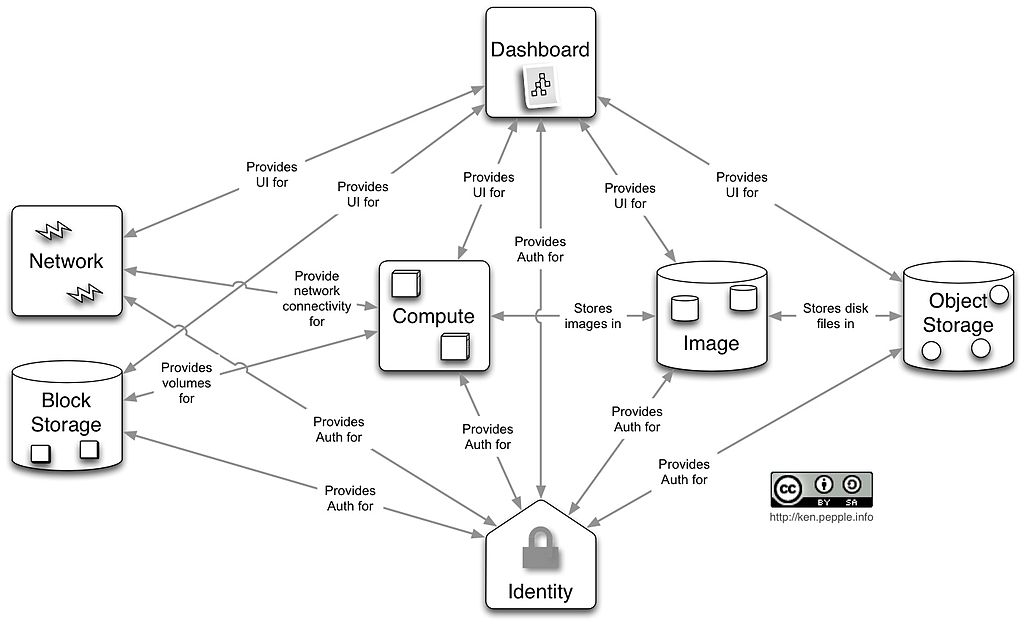 Dashboard
Provides
UI for
Provides
UI for
Provides
UI for
Provides
UI for
Provides
UI for
Provides
Auth for
Network
Provide
network
connectivity
for
Compute
Stores
images in
Image
Stores disk
files in
Object
Storage
Block
Storage
Provides
volumes
for
Provides
Auth for
Provides
Auth for
Provides
Auth for
Provides
Auth for
Provides
Auth for
Identity
cc
BY SA
http://ken.pepple.info